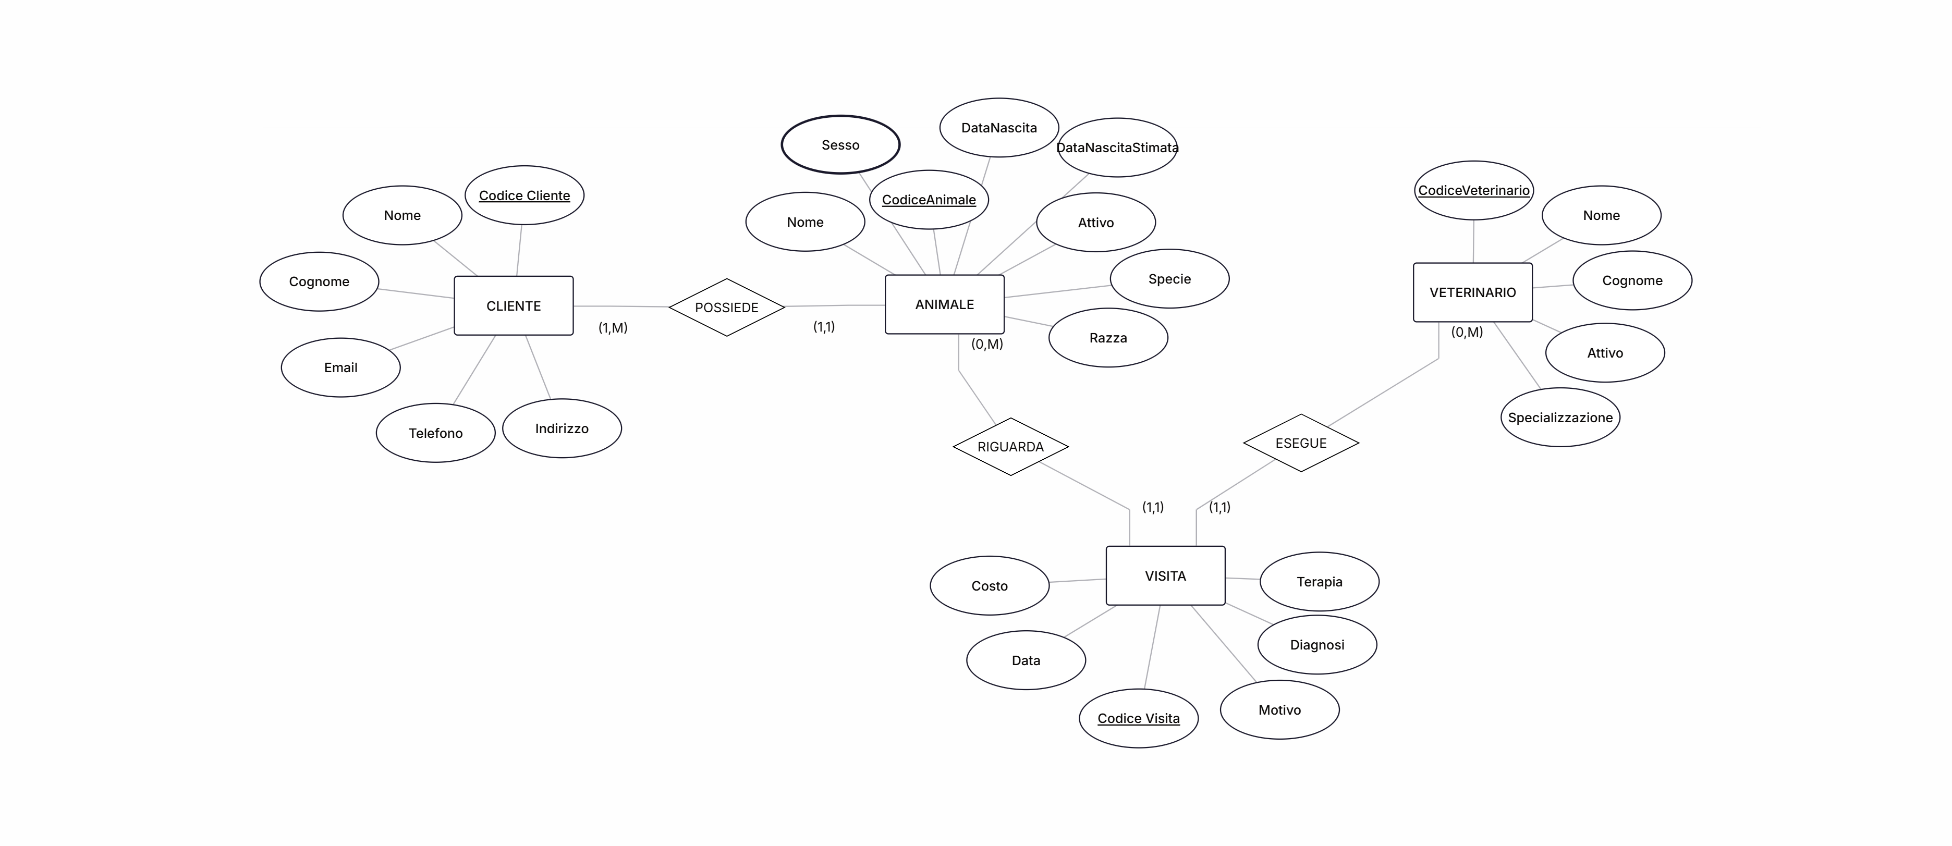 DataNascita
Sesso
DataNascitaStimata
CodiceVeterinario
Codice Cliente
CodiceAnimale
Nome
Nome
Nome
Attivo
Cognome
Specie
Cognome
CLIENTE
POSSIEDE
ANIMALE
VETERINARIO
(1,M)
(1,1)
(0,M)
Razza
(0,M)
Attivo
Email
Telefono
Indirizzo
Specializzazione
RIGUARDA
ESEGUE
(1,1)
(1,1)
Costo
VISITA
Terapia
Data
Diagnosi
Codice Visita
Motivo